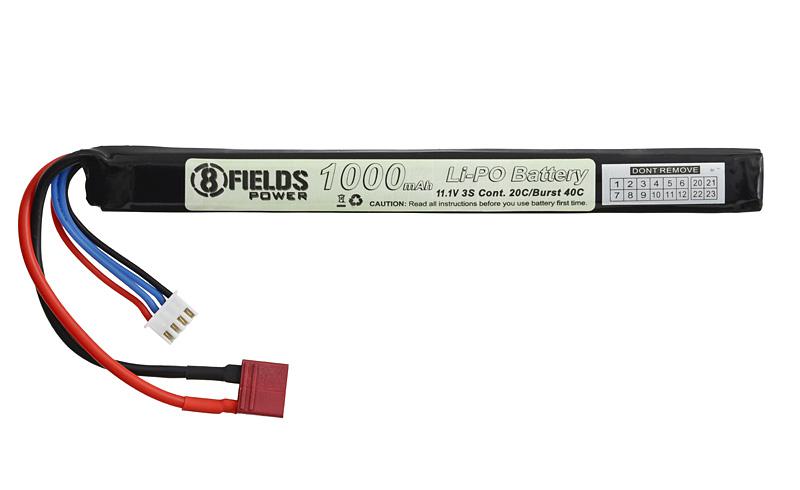 8 FIELDS
POWER
1000mAh
Li-PO Battery
11.1V 3S Cont. 20C/Burst 40C
CAUTION: Read all instructions before you use battery first time.
DONT REMOVE
1 2 3 4 5 6 20 21
7 8 9 10 11 12 22 23